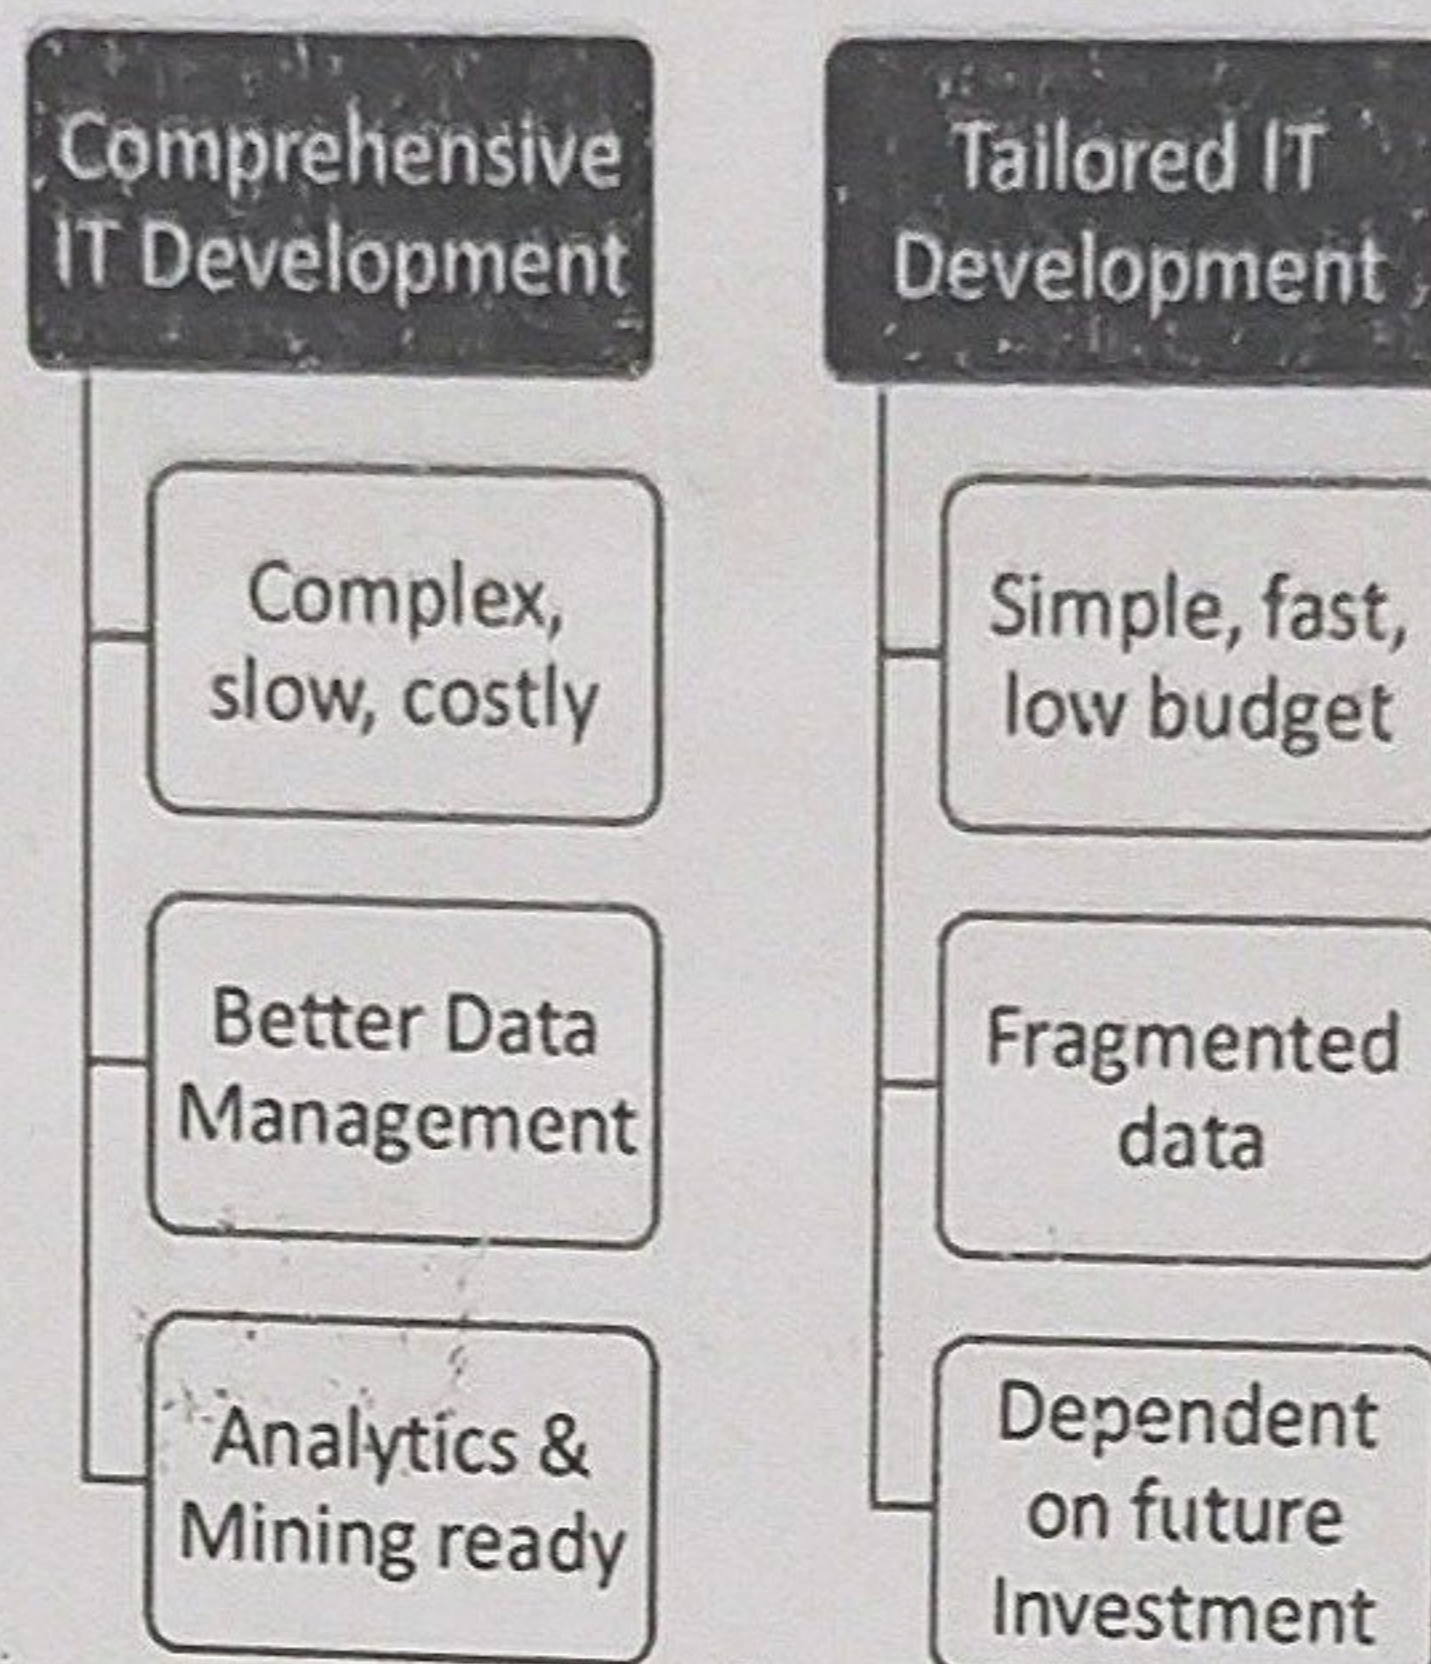 Comprehensive
IT Development
Complex,
slow, costly
Better Data
Management
Analytics &
Mining ready
Tailored IT
Development
Simple, fast,
low budget
Fragmented
data
Dependent
on future
Investment